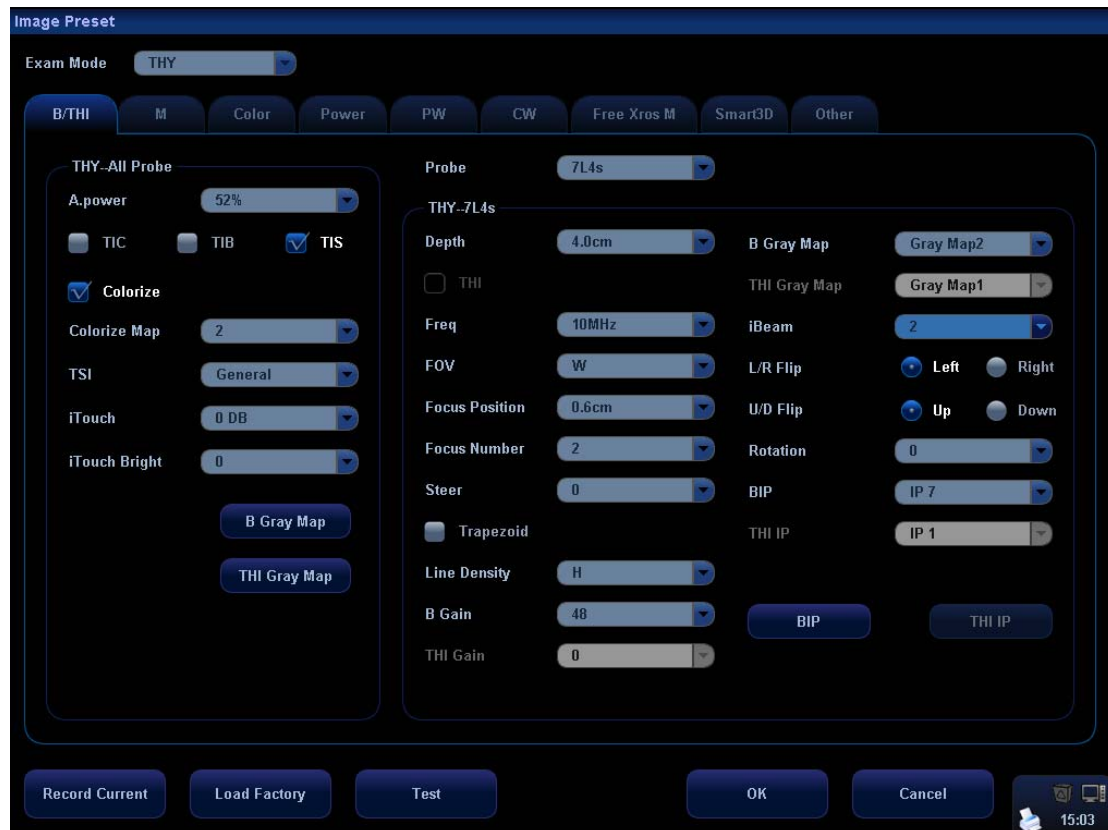 Image Preset
Exam Mode THY
B/THI M Color Power PW CW Free Xros M Smart3D Other
THY--All Probe
A.power 52%
TIC TIB TIS
Colorize
Colorize Map 2
TSI General
iTouch 0 DB
iTouch Bright 0
B Gray Map
THI Gray Map
Probe 7L4s
THY--7L4s
Depth 4.0cm
THI
Freq 10MHz
FOV W
Focus Position 0.6cm
Focus Number 2
Steer 0
Trapezoid
Line Density H
B Gain 48
THI Gain 0
B Gray Map Gray Map2
THI Gray Map Gray Map1
iBeam 2
L/R Flip Left Right
U/D Flip Up Down
Rotation 0
BIP IP 7
THI IP IP 1
BIP THI IP
Record Current Load Factory Test OK Cancel
15:03